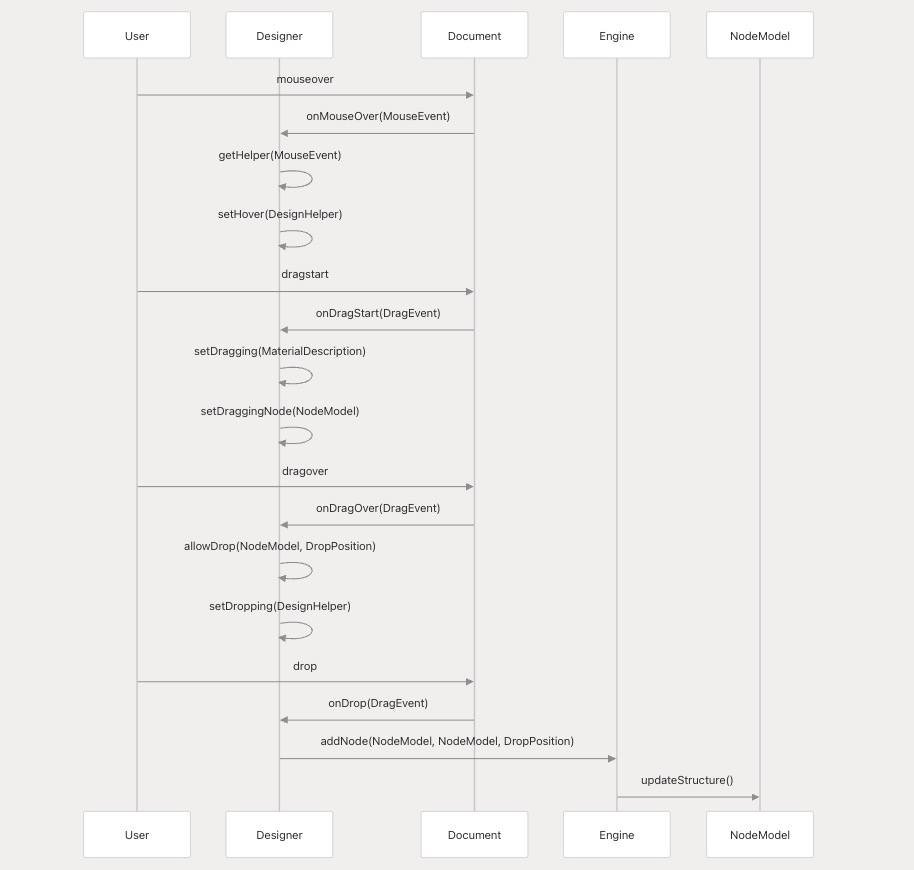 User
Designer
Document
Engine
NodeModel
mouseover
onMouseOver(MouseEvent)
getHelper(MouseEvent)
setHover(DesignHelper)
dragstart
onDragStart(DragEvent)
setDragging(MaterialDescription)
setDraggingNode(NodeModel)
dragover
onDragOver(DragEvent)
allowDrop(NodeModel, DropPosition)
setDropping(DesignHelper)
drop
onDrop(DragEvent)
addNode(NodeModel, NodeModel, DropPosition)
updateStructure()
User
Designer
Document
Engine
NodeModel